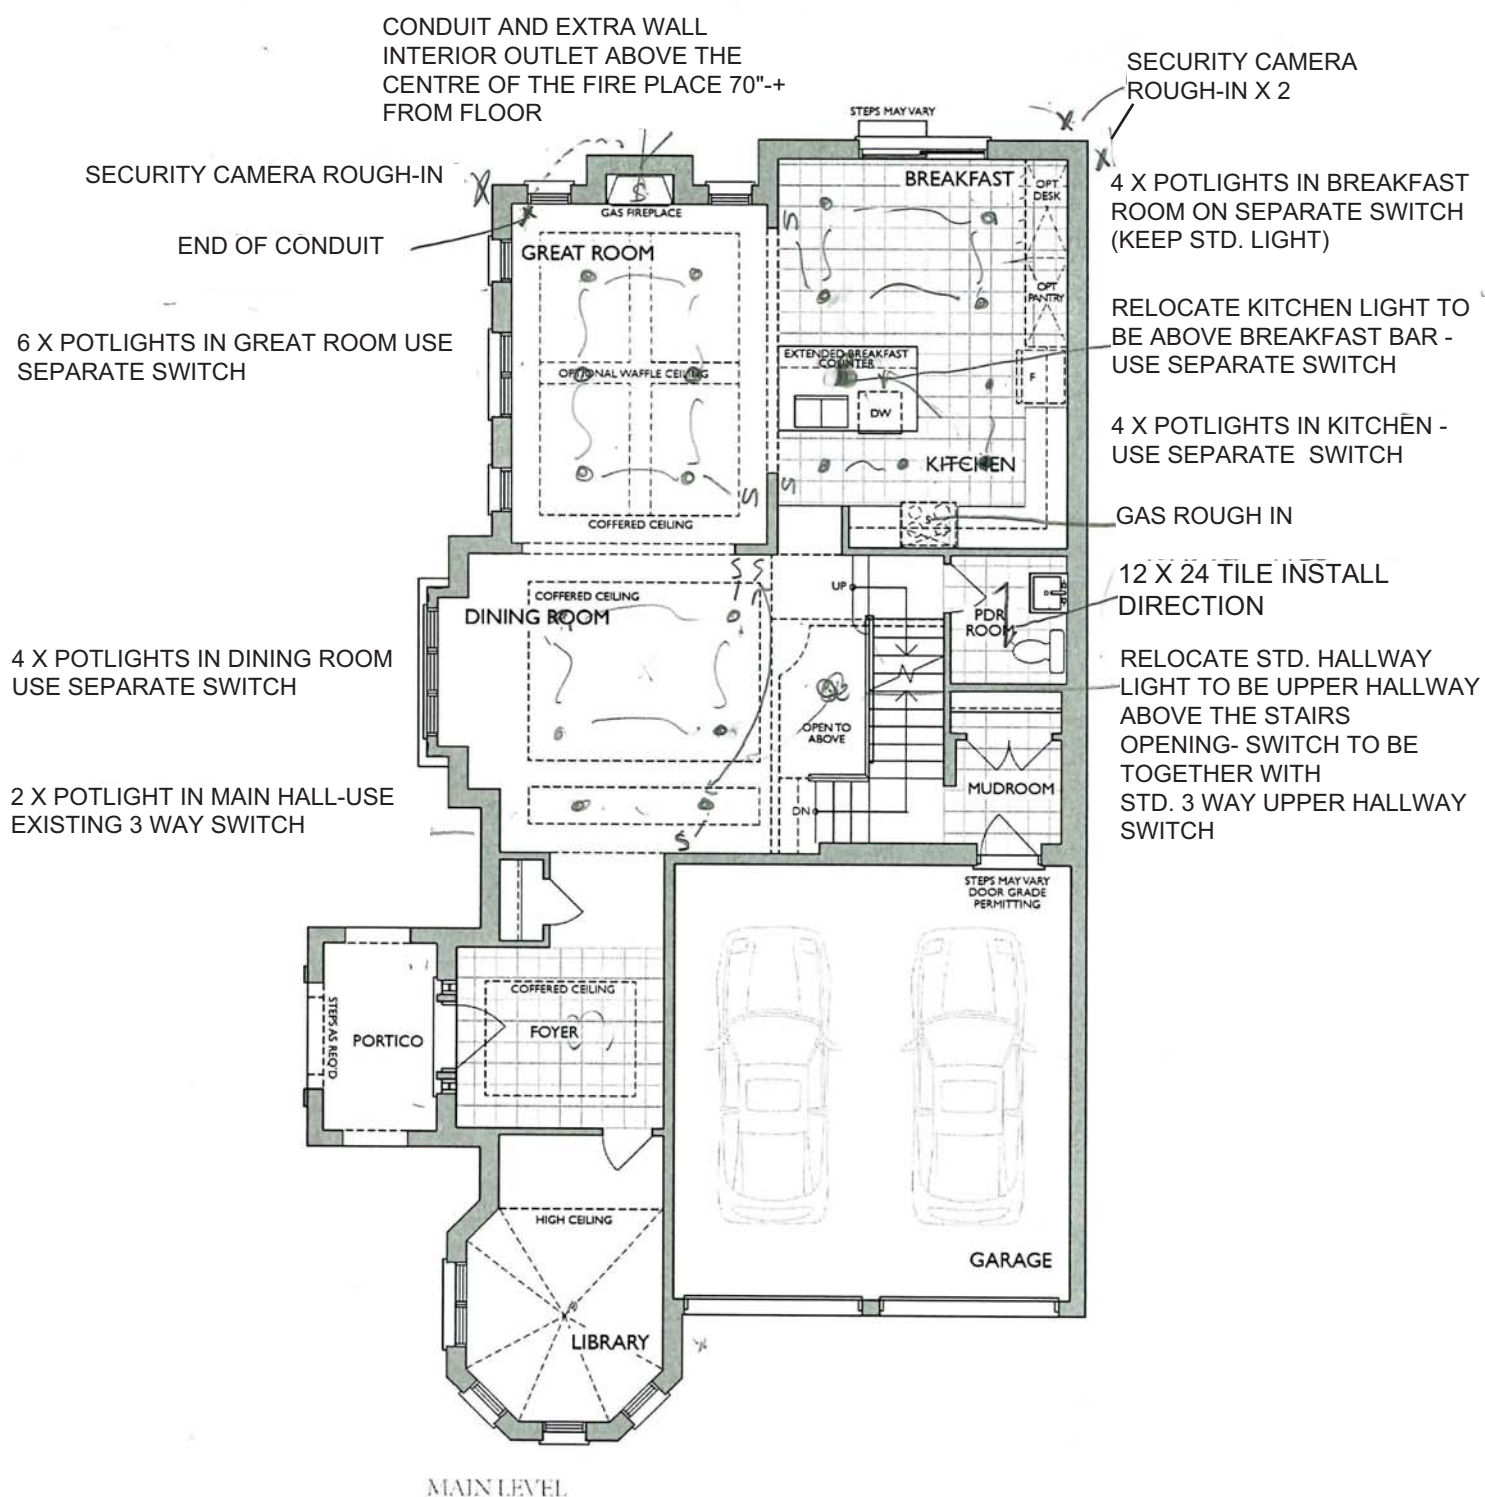 CONDUIT AND EXTRA WALL
INTERIOR OUTLET ABOVE THE
CENTRE OF THE FIRE PLACE 70"-+
FROM FLOOR
SECURITY CAMERA
ROUGH-IN X 2
STEPS MAY VARY
SECURITY CAMERA ROUGH-IN
END OF CONDUIT
6 X POTLIGHTS IN GREAT ROOM USE
SEPARATE SWITCH
4 X POTLIGHTS IN DINING ROOM
USE SEPARATE SWITCH
2 X POTLIGHT IN MAIN HALL-USE
EXISTING 3 WAY SWITCH
S
GAS FIREPLACE
GREAT ROOM
OPTIONAL WAFFLE CEILING
COFFERED CEILING
S
BREAKFAST
OPT
DESK
OPT
PANTRY
S
EXTENDED BREAKFAST
COUNTER
F
DW
KITCHEN
S
S
4 X POTLIGHTS IN BREAKFAST
ROOM ON SEPARATE SWITCH
(KEEP STD. LIGHT)
RELOCATE KITCHEN LIGHT TO
BE ABOVE BREAKFAST BAR -
USE SEPARATE SWITCH
4 X POTLIGHTS IN KITCHEN -
USE SEPARATE SWITCH
GAS ROUGH IN
12 X 24 TILE INSTALL
DIRECTION
RELOCATE STD. HALLWAY
LIGHT TO BE UPPER HALLWAY
ABOVE THE STAIRS
OPENING- SWITCH TO BE
TOGETHER WITH
STD. 3 WAY UPPER HALLWAY
SWITCH
S S
COFFERED CEILING
DINING ROOM
UP
PDR
ROOM
OPEN TO
ABOVE
DN
MUDROOM
S
STEPS MAY VARY
DOOR GRADE
PERMITTING
STEPS AS REQ'D
PORTICO
COFFERED CEILING
FOYER
HIGH CEILING
LIBRARY
GARAGE
MAIN LEVEL